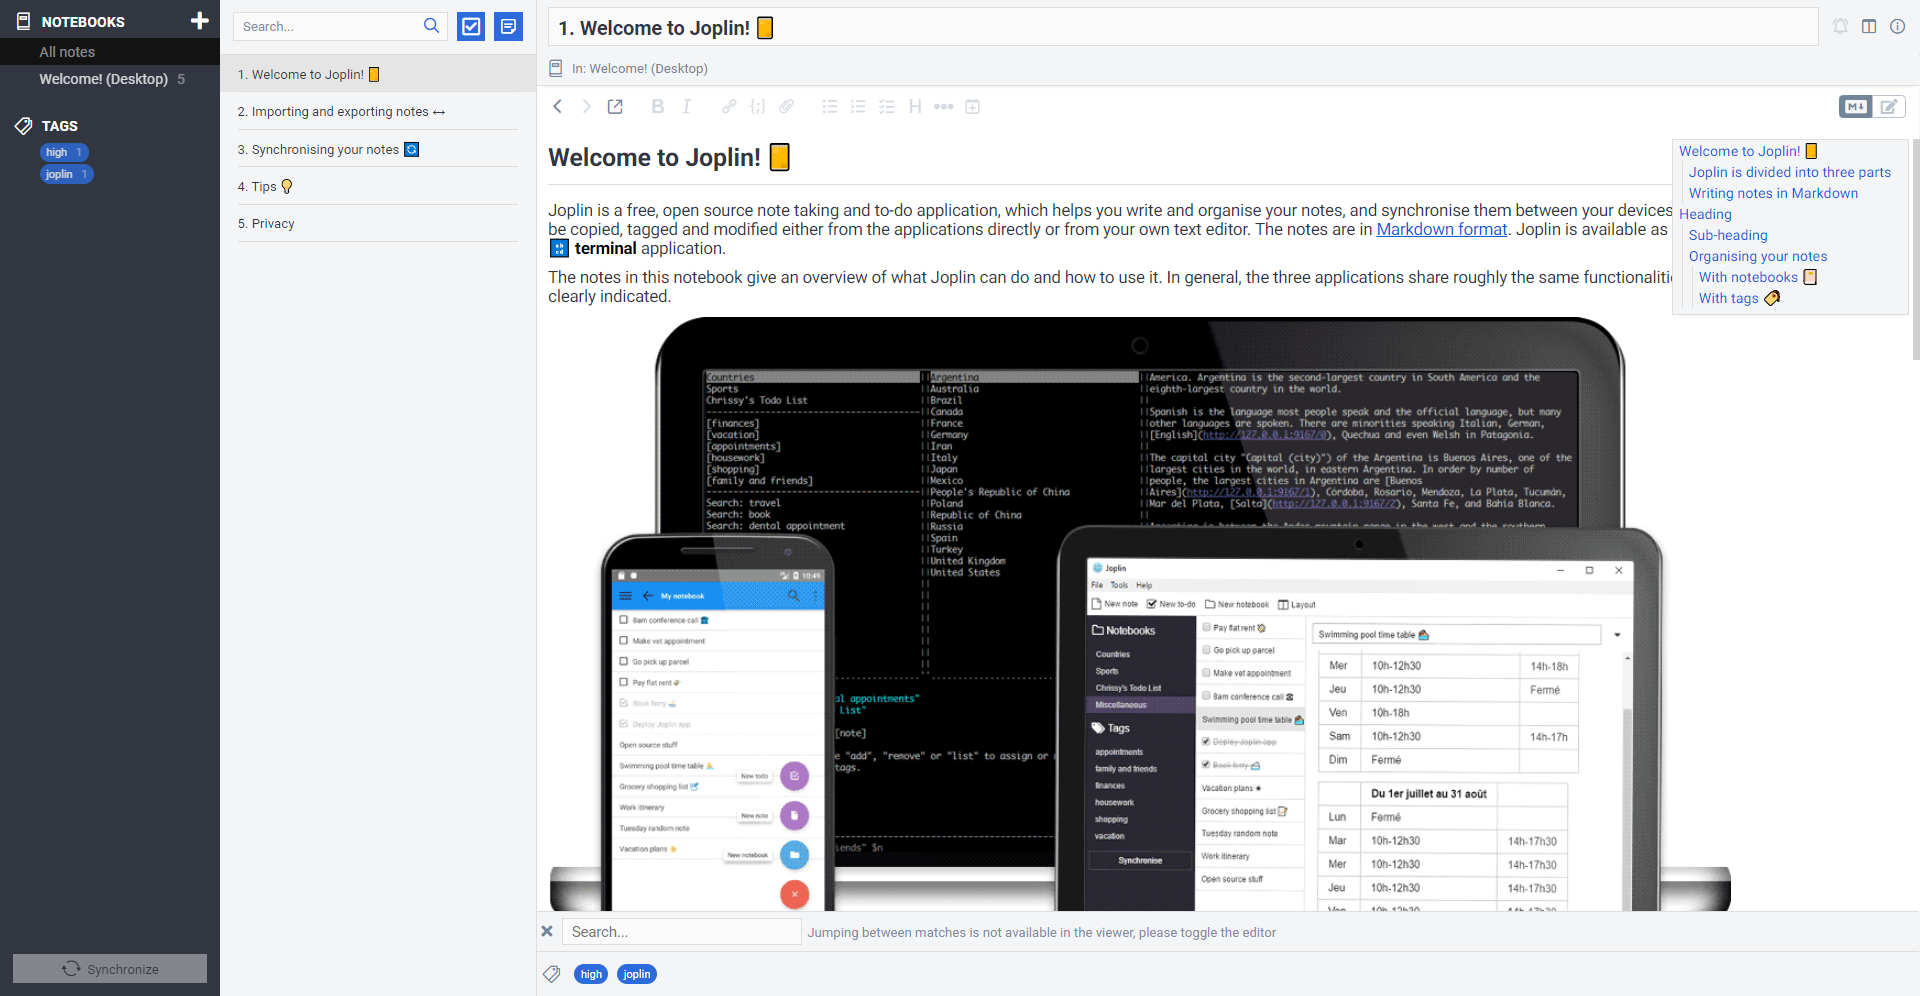 NOTEBOOKS
All notes
Welcome! (Desktop) 5
TAGS
high 1
joplin 1
Synchronize
Search...
1. Welcome to Joplin!
2. Importing and exporting notes ↔
3. Synchronising your notes
4. Tips
5. Privacy
1. Welcome to Joplin!
In: Welcome! (Desktop)
Welcome to Joplin!
Joplin is a free, open source note taking and to-do application, which helps you write and organise your notes, and synchronise them between your devices
be copied, tagged and modified either from the applications directly or from your own text editor. The notes are in Markdown format. Joplin is available as
terminal application.
The notes in this notebook give an overview of what Joplin can do and how to use it. In general, the three applications share roughly the same functionaliti
clearly indicated.
Welcome to Joplin!
Joplin is divided into three parts
Writing notes in Markdown
Heading
Sub-heading
Organising your notes
With notebooks
With tags
Countries
Sports
Chrissy's Todo List
[finances]
[vacation]
[appointments]
[housework]
[shopping]
[family and friends]
Search: travel
Search: book
Search: dental appointment
Argentina
Australia
Brazil
Canada
France
Germany
Iran
Italy
Japan
Mexico
People's Republic of China
Poland
Republic of China
Russia
Spain
Turkey
United Kingdom
United States
America. Argentina is the second-largest country in South America and the
eighth-largest country in the world.
Spanish is the language most people speak and the official language, but many
other languages are spoken. There are minorities speaking Italian, German,
[English](http://127.0.0.1:9167/0), Quechua and even Welsh in Patagonia.
The capital city "Capital (city)") of the Argentina is Buenos Aires, one of the
largest cities in the world, in eastern Argentina. In order by number of
people, the largest cities in Argentina are [Buenos
Aires](http://127.0.0.1:9167/1), Córdoba, Rosario, Mendoza, La Plata, Tucumán,
Mar del Plata, [Salta](http://127.0.0.1:9167/2), Santa Fe, and Bahia Blanca.
Argentina is between the Andes mountain range in the west and the southern
al appointments"
list"
[note]
e "add", "remove" or "list" to assign or
tags.
iends" $n
10:49
My notebook
8am conference call
Make vet appointment
Go pick up parcel
Pay flat rent
Book ferry
Deploy Joplin app
Open source stuff
Swimming pool time table
Grocery shopping list
Work itinerary
Tuesday random note
Vacation plans
New todo
New note
New notebook
Joplin
File Tools Help
New note New to-do New notebook Layout
Notebooks
Countries
Sports
Chrissy's Todo List
Miscellaneous
Tags
appointments
family and friends
finances
housework
shopping
vacation
Synchronise
Pay flat rent
Go pick up parcel
Make vet appointment
8am conference call
Swimming pool time table
Deploy Joplin app
Book ferry
Vacation plans
Grocery shopping list
Tuesday random note
Work itinerary
Open source stuff
Swimming pool time table
Mer 10h-12h30 14h-18h
Jeu 10h-12h30 Fermé
Ven 10h-18h
Sam 10h-12h30 14h-17h
Dim Fermé
Du 1er juillet au 31 août
Lun Fermé
Mar 10h-12h30 14h-17h30
Mer 10h-12h30 14h-17h30
Jeu 10h-12h30 14h-17h30
Ven 10h-12h30 14h-17h30
Search...
Jumping between matches is not available in the viewer, please toggle the editor
high
joplin